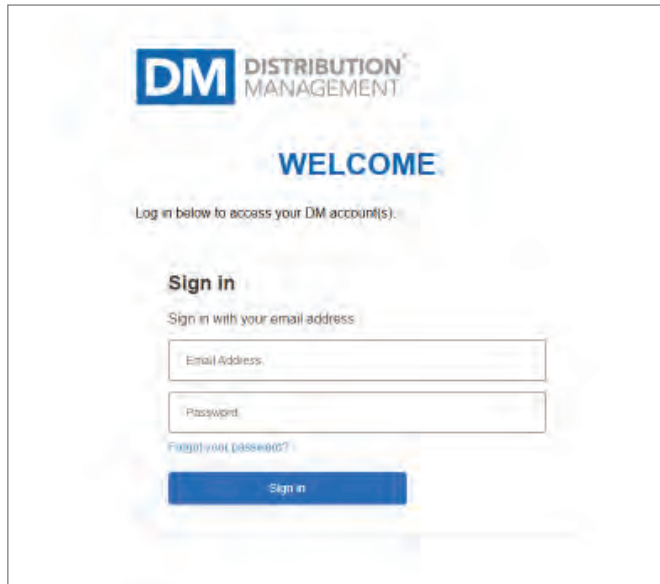 DM DISTRIBUTION®
MANAGEMENT
WELCOME
Log in below to access your DM account(s).
Sign in
Sign in with your email address
Email Address
Password
Forgot your password?
Sign in